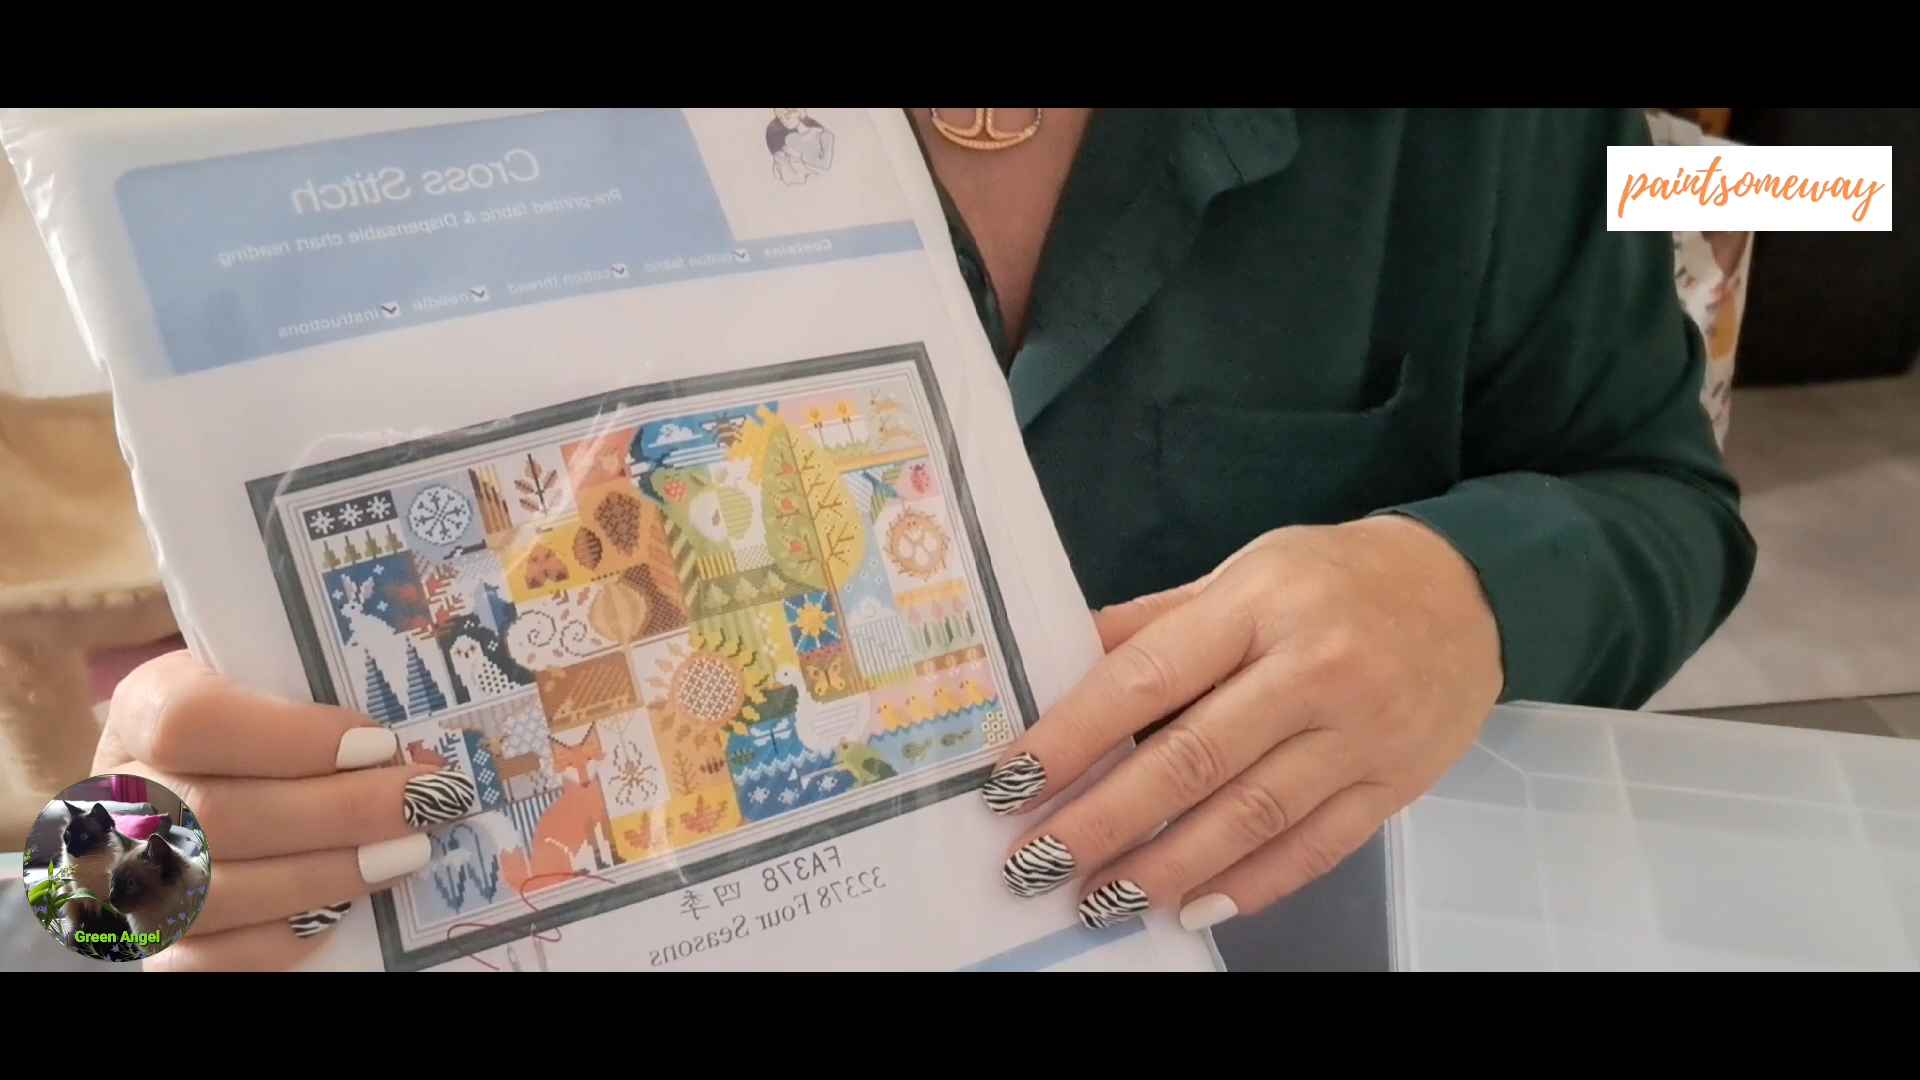 Cross Stitch
Pre-printed fabric & Dispensable chart reading
Contains cotton fabric cotton thread needle instructions
paintsomeway
FA378 四季
32378 Four Seasons
Green Angel